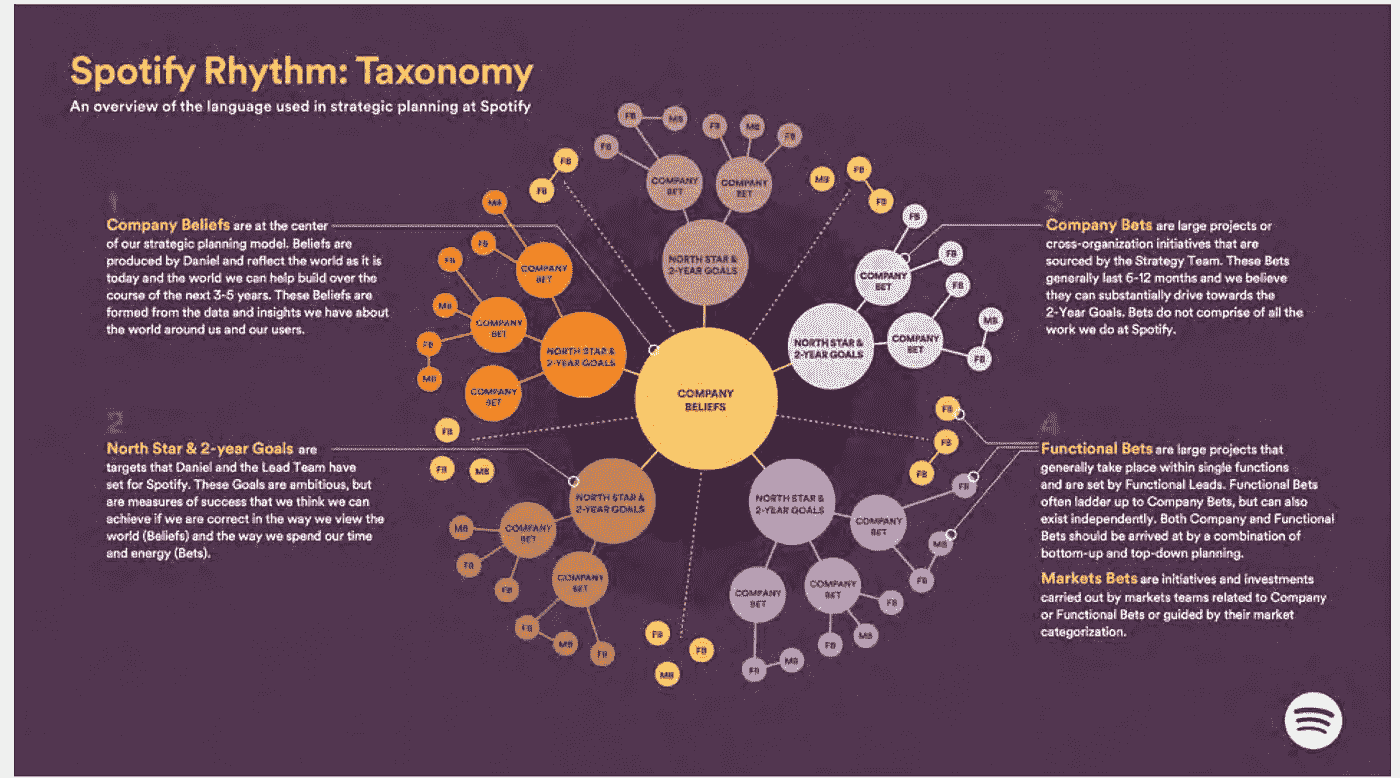 Spotify Rhythm: Taxonomy
An overview of the language used in strategic planning at Spotify
1
Company Beliefs are at the center
of our strategic planning model. Beliefs are
produced by Daniel and reflect the world as it is
today and the world we can help build over the
course of the next 3-5 years. These Beliefs are
formed from the data and insights we have about
the world around us and our users.
2
North Star & 2-year Goals are
targets that Daniel and the Lead Team have
set for Spotify. These Goals are ambitious, but
are measures of success that we think we can
achieve if we are correct in the way we view the
world (Beliefs) and the way we spend our time
and energy (Bets).
3
Company Bets are large projects or
cross-organization initiatives that are
sourced by the Strategy Team. These Bets
generally last 6-12 months and we believe
they can substantially drive towards the
2-Year Goals. Bets do not comprise of all the
work we do at Spotify.
4
Functional Bets are large projects that
generally take place within single functions
and are set by Functional Leads. Functional Bets
often ladder up to Company Bets, but can also
exist independently. Both Company and Functional
Bets should be arrived at by a combination of
bottom-up and top-down planning.
Markets Bets are initiatives and investments
carried out by markets teams related to Company
or Functional Bets or guided by their market
categorization.
COMPANY
BELIEFS
NORTH STAR &
2-YEAR GOALS
COMPANY
BET
COMPANY
BET
FB
FB
MB
FB
MB
FB
MB
FB
FB
NORTH STAR &
2-YEAR GOALS
COMPANY
BET
COMPANY
BET
FB
FB
FB
MB
FB
FB
FB
FB
NORTH STAR &
2-YEAR GOALS
COMPANY
BET
COMPANY
BET
COMPANY
BET
FB
MB
FB
FB
MB
FB
FB
MB
FB
FB
MB
MB
NORTH STAR &
2-YEAR GOALS
COMPANY
BET
COMPANY
BET
MB
FB
FB
FB
MB
FB
FB
FB
MB
NORTH STAR &
2-YEAR GOALS
COMPANY
BET
COMPANY
BET
COMPANY
BET
MB
FB
FB
MB
FB
MB
FB
FB